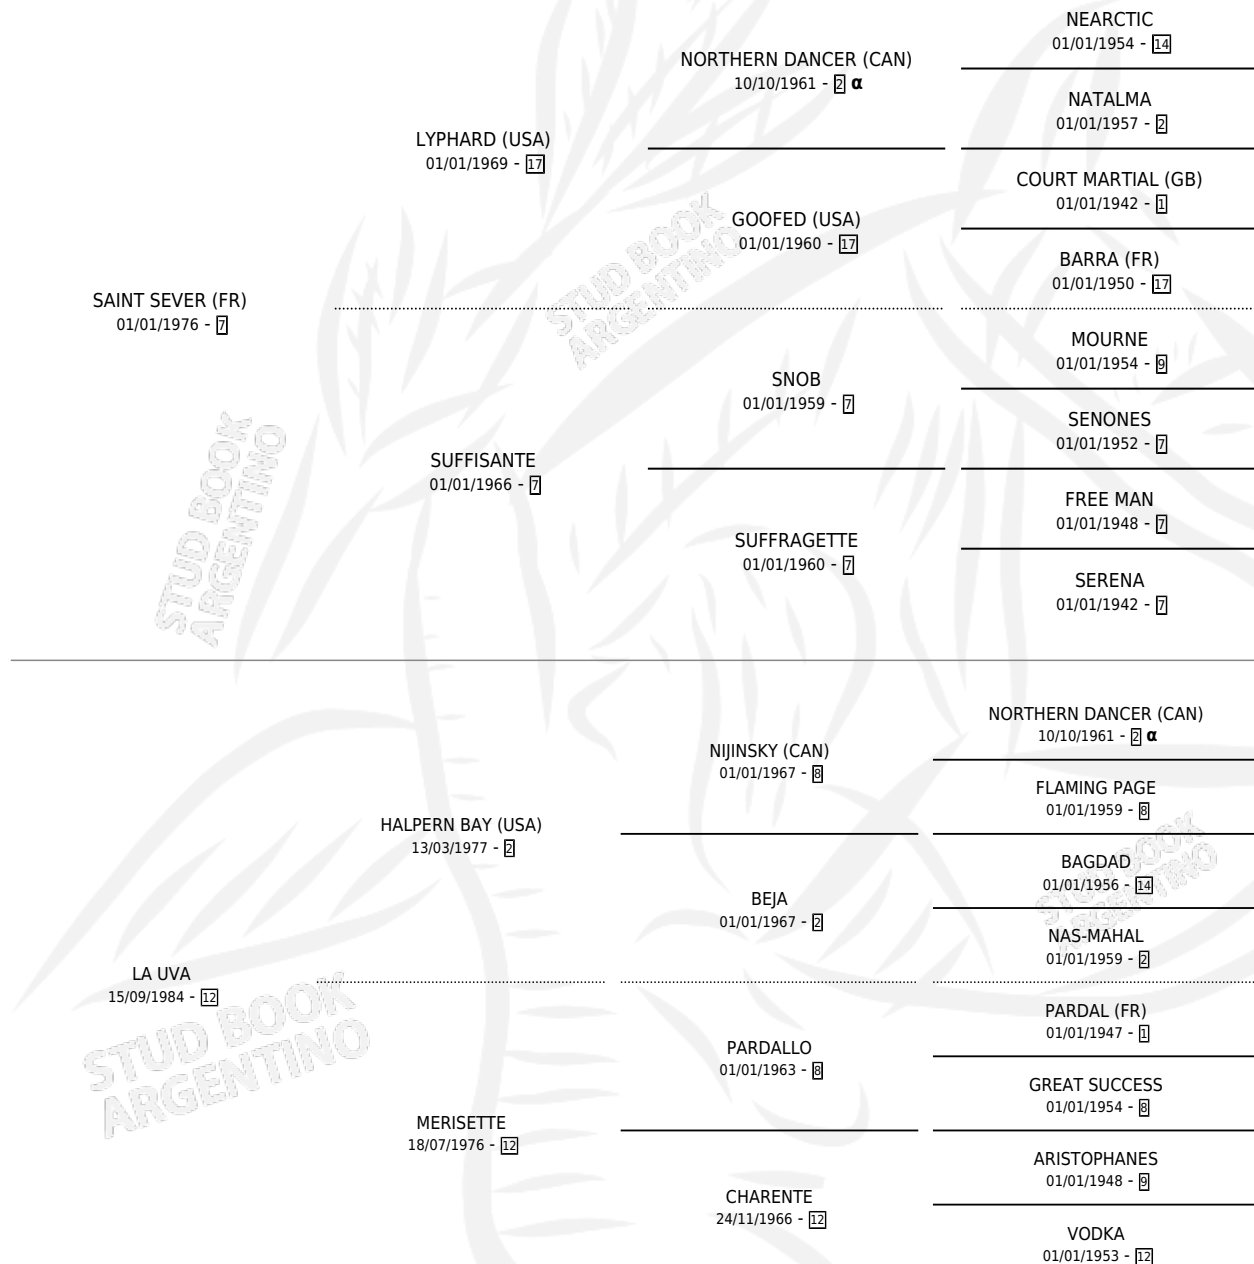 NEARCTIC
01/01/1954 - 14
NORTHERN DANCER (CAN)
10/10/1961 - 2 α
NATALMA
01/01/1957 - 2
LYPHARD (USA)
01/01/1969 - 17
COURT MARTIAL (GB)
01/01/1942 - 1
GOOFED (USA)
01/01/1960 - 17
BARRA (FR)
01/01/1950 - 17
SAINT SEVER (FR)
01/01/1976 - 7
MOURNE
01/01/1954 - 9
SNOB
01/01/1959 - 7
SENONES
01/01/1952 - 7
SUFFISANTE
01/01/1966 - 7
FREE MAN
01/01/1948 - 7
SUFFRAGETTE
01/01/1960 - 7
SERENA
01/01/1942 - 7
NORTHERN DANCER (CAN)
10/10/1961 - 2 α
NIJINSKY (CAN)
01/01/1967 - 8
FLAMING PAGE
01/01/1959 - 8
HALPERN BAY (USA)
13/03/1977 - 2
BAGDAD
01/01/1956 - 14
BEJA
01/01/1967 - 2
NAS-MAHAL
01/01/1959 - 2
LA UVA
15/09/1984 - 12
PARDAL (FR)
01/01/1947 - 1
PARDALLO
01/01/1963 - 8
GREAT SUCCESS
01/01/1954 - 8
MERISETTE
18/07/1976 - 12
ARISTOPHANES
01/01/1948 - 9
CHARENTE
24/11/1966 - 12
VODKA
01/01/1953 - 12
STUD BOOK
ARGENTINO
STUD BOOK
ARGENTINO
STUD BOOK
ARGENTINO
STUD BOOK
ARGENTINO